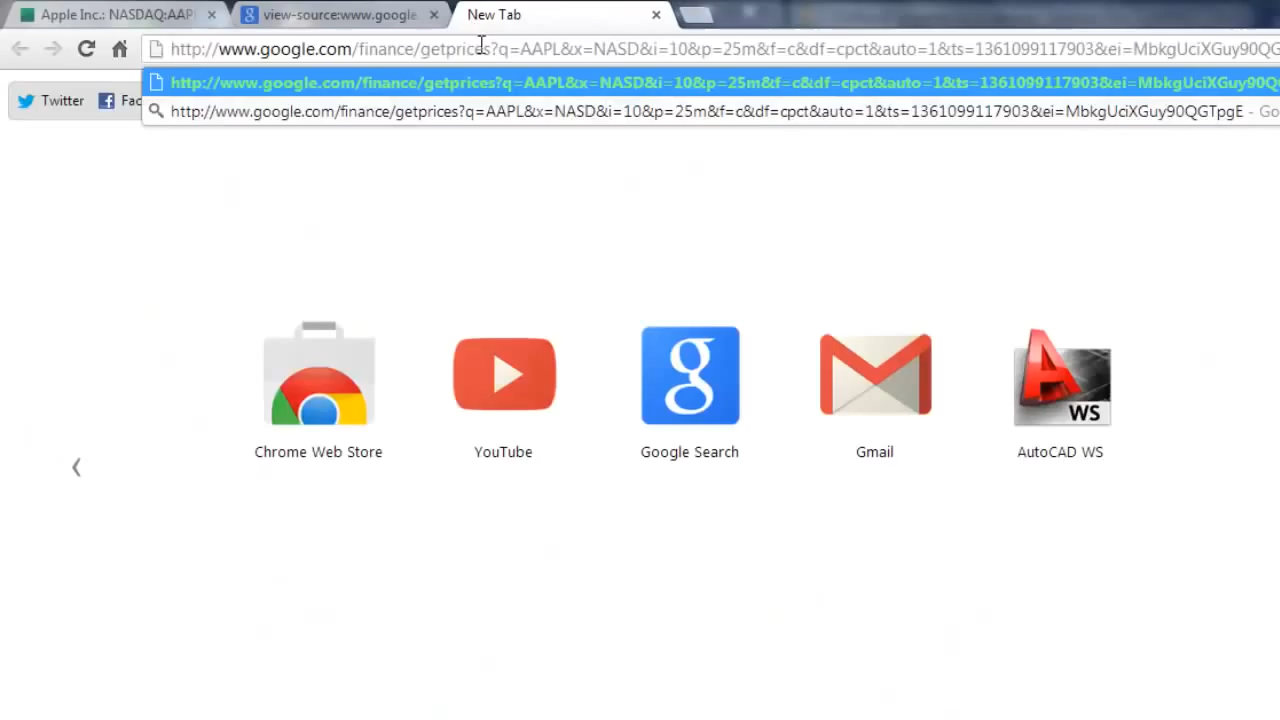 Apple Inc.: NASDAQ:AAPL
view-source:www.google.
New Tab
http://www.google.com/finance/getprices?q=AAPL&x=NASD&i=10&p=25m&f=c&df=cpct&auto=1&ts=1361099117903&ei=MbkgUciXGuy90QG
http://www.google.com/finance/getprices?q=AAPL&x=NASD&i=10&p=25m&f=c&df=cpct&auto=1&ts=1361099117903&ei=MbkgUciXGuy90QG
Twitter
Fac
http://www.google.com/finance/getprices?q=AAPL&x=NASD&i=10&p=25m&f=c&df=cpct&auto=1&ts=1361099117903&ei=MbkgUciXGuy90QGTpgE - Go
Chrome Web Store
YouTube
Google Search
Gmail
WS
AutoCAD WS